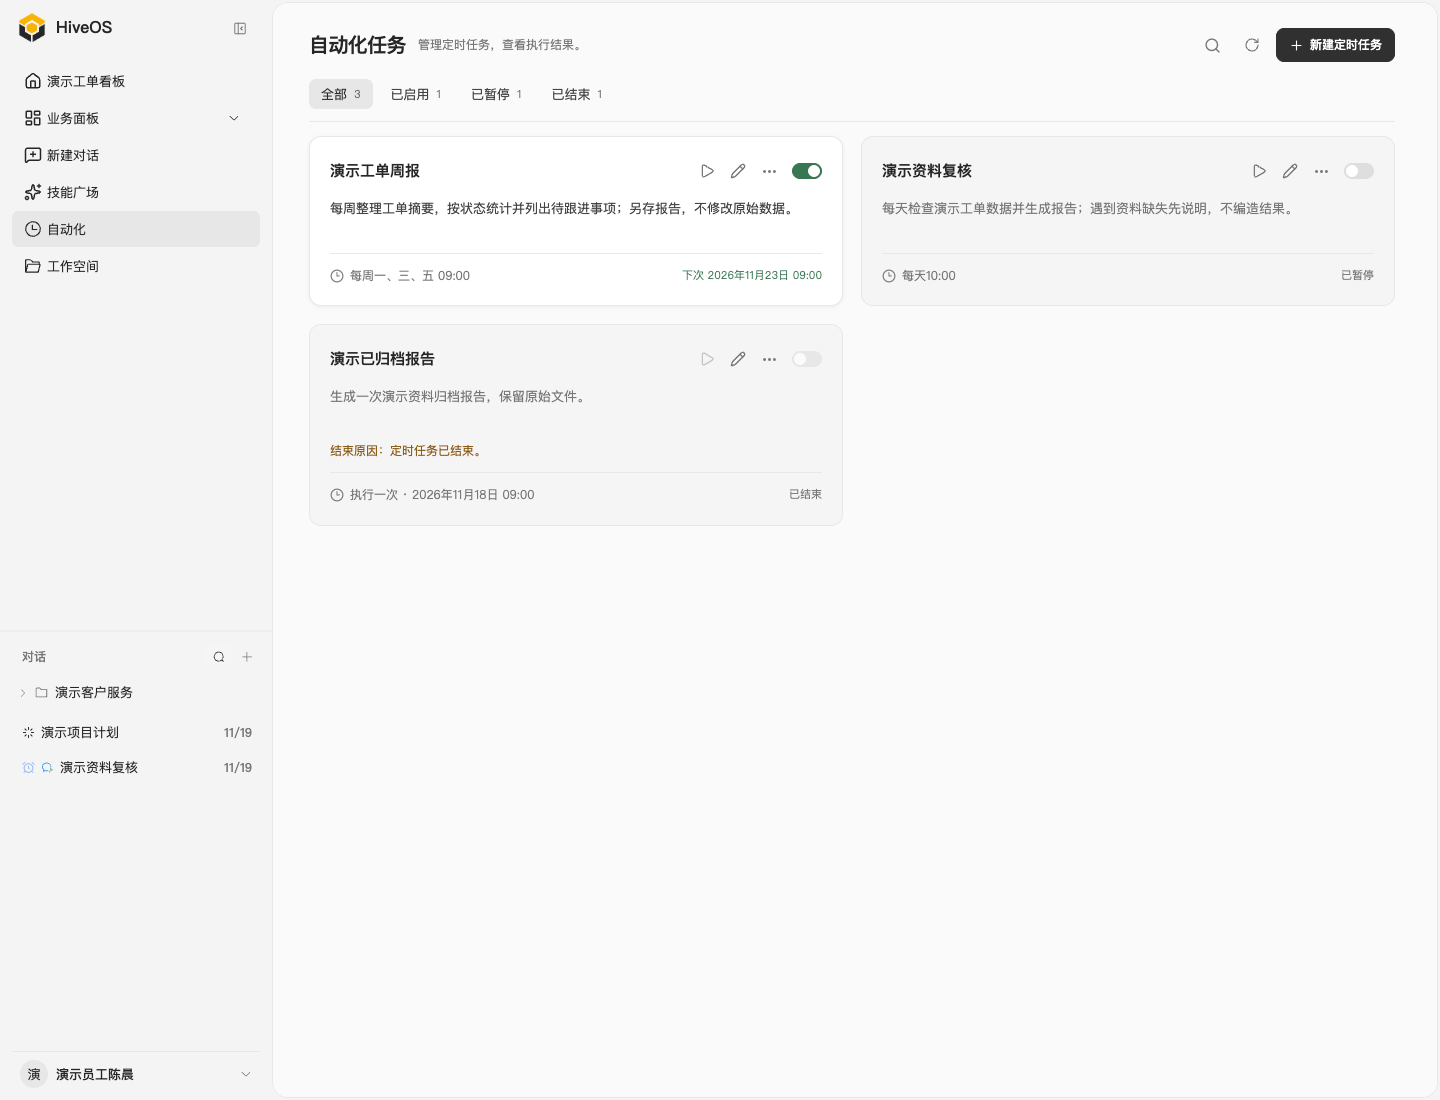 HiveOS
演示工单看板
业务面板
新建对话
技能广场
自动化
工作空间
对话
演示客户服务
演示项目计划 11/19
演示资料复核 11/19
演 演示员工陈晨
自动化任务 管理定时任务，查看执行结果。
新建定时任务
全部 3 已启用 1 已暂停 1 已结束 1
演示工单周报
每周整理工单摘要，按状态统计并列出待跟进事项；另存报告，不修改原始数据。
每周一、三、五 09:00 下次 2026年11月23日 09:00
演示资料复核
每天检查演示工单数据并生成报告；遇到资料缺失先说明，不编造结果。
每天10:00 已暂停
演示已归档报告
生成一次演示资料归档报告，保留原始文件。
结束原因：定时任务已结束。
执行一次 · 2026年11月18日 09:00 已结束